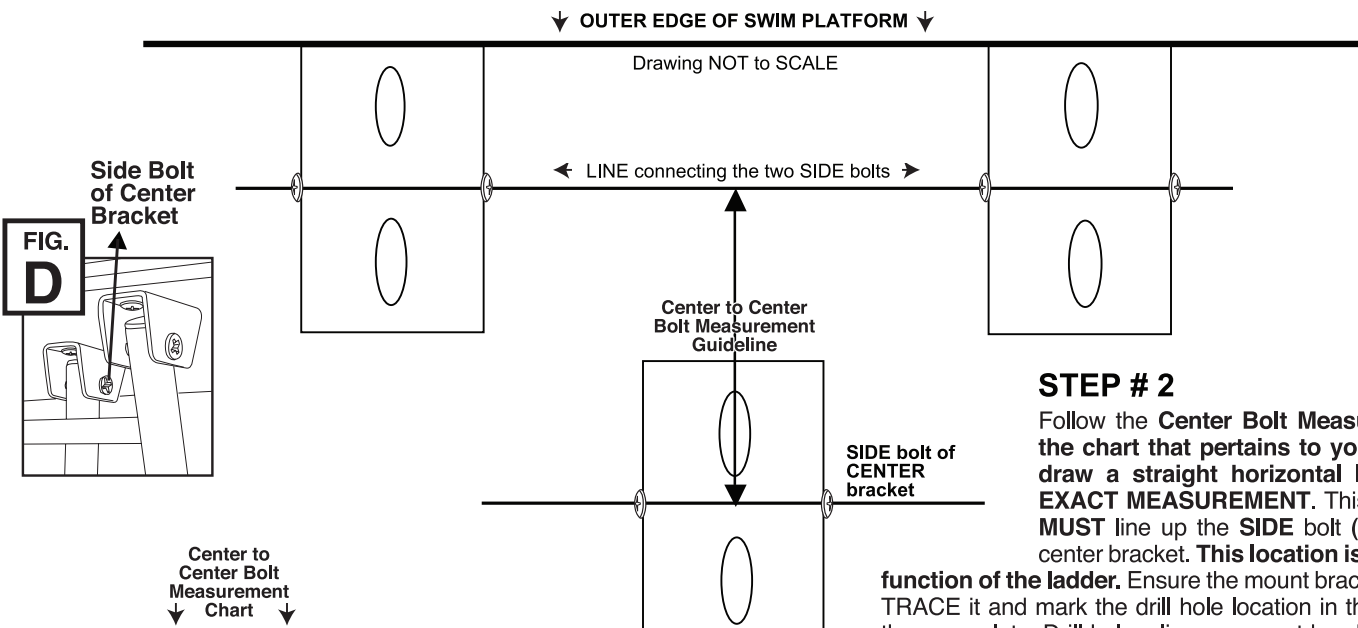 OUTER EDGE OF SWIM PLATFORM
Drawing NOT to SCALE
LINE connecting the two SIDE bolts
Side Bolt
of Center
Bracket
FIG.
D
Center to Center
Bolt Measurement
Guideline
SIDE bolt of
CENTER
bracket
Center to
Center Bolt
Measurement
Chart
STEP # 2
Follow the Center Bolt
the chart that pertains to
draw a straight horizontal
EXACT MEASUREMENT. This
MUST line up the SIDE bolt (
center bracket. This location is
function of the ladder. Ensure the mount
TRACE it and mark the drill hole location in